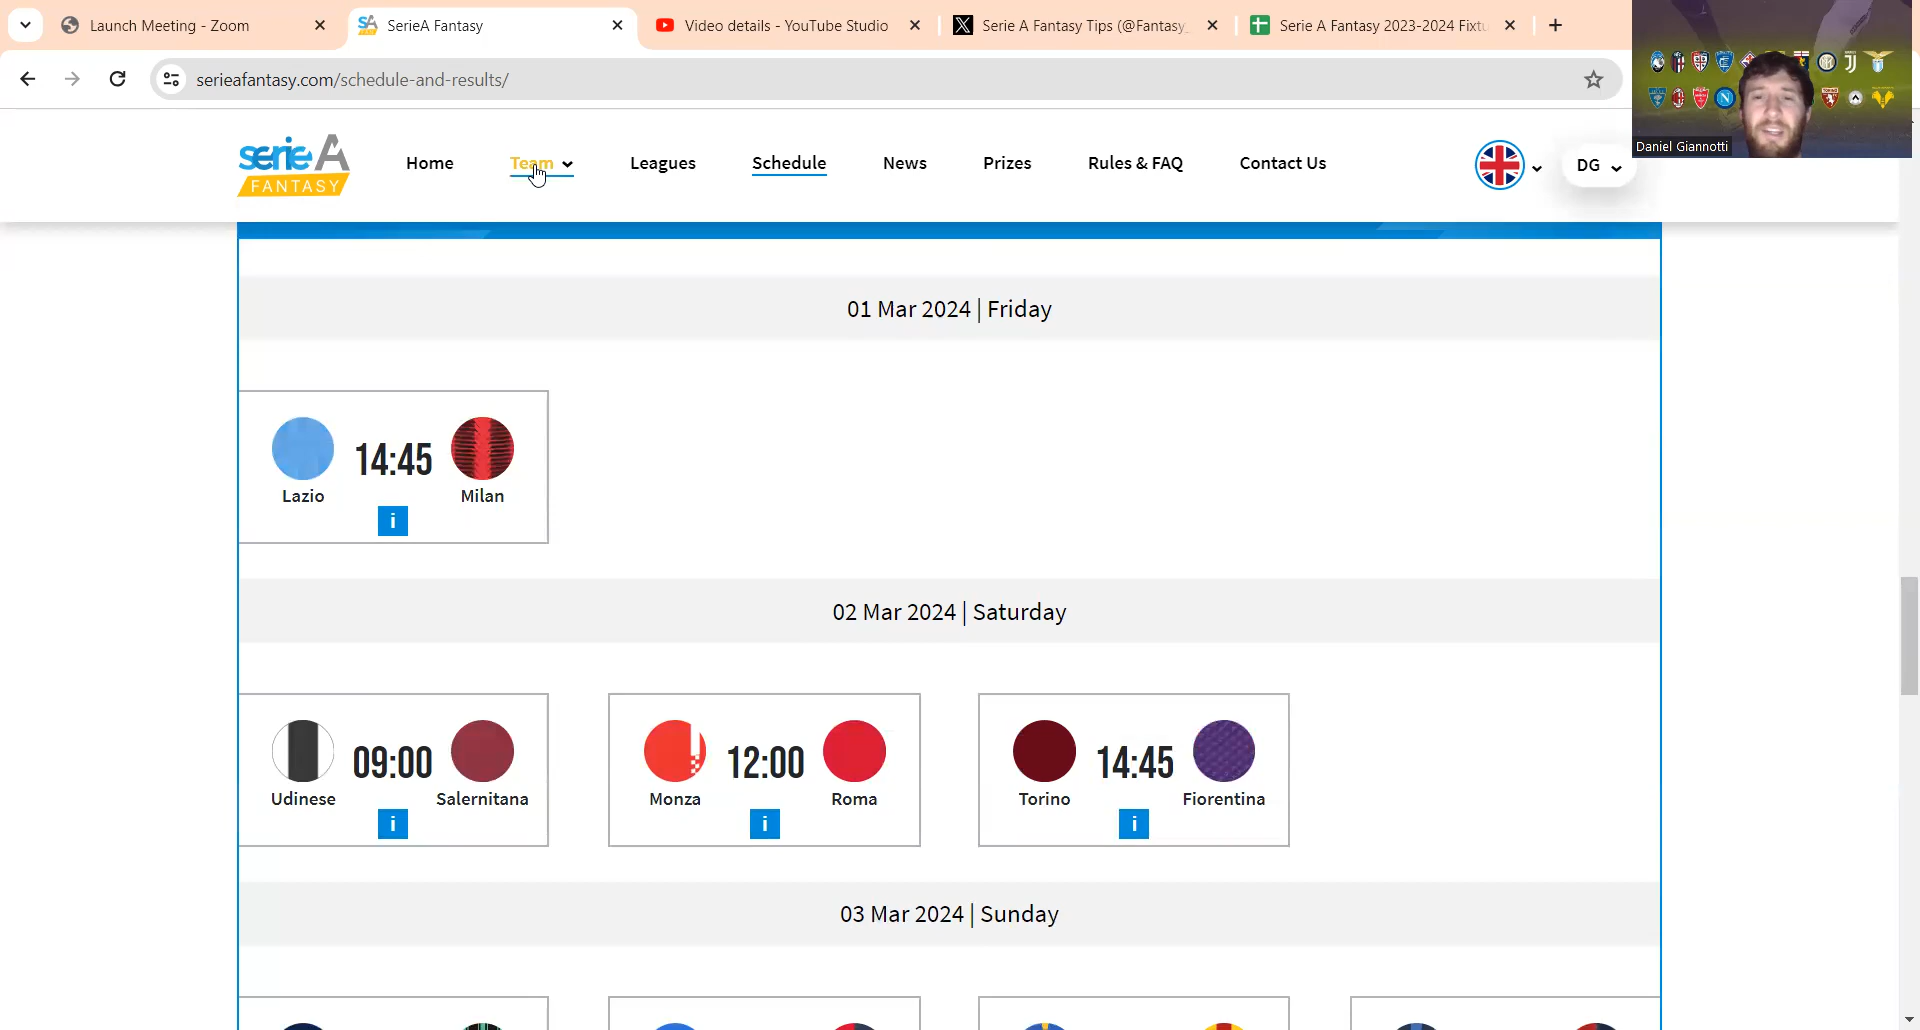 Launch Meeting - Zoom
SerieA Fantasy
Video details - YouTube Studio
Serie A Fantasy Tips (@Fantasy_
Serie A Fantasy 2023-2024 Fixtu
serieafantasy.com/schedule-and-results/
serie A
FANTASY
Home
Team
Leagues
Schedule
News
Prizes
Rules & FAQ
Contact Us
DG
Daniel Giannotti
01 Mar 2024 | Friday
14:45
Lazio
Milan
i
02 Mar 2024 | Saturday
09:00
Udinese
Salernitana
i
12:00
Monza
Roma
i
14:45
Torino
Fiorentina
i
03 Mar 2024 | Sunday